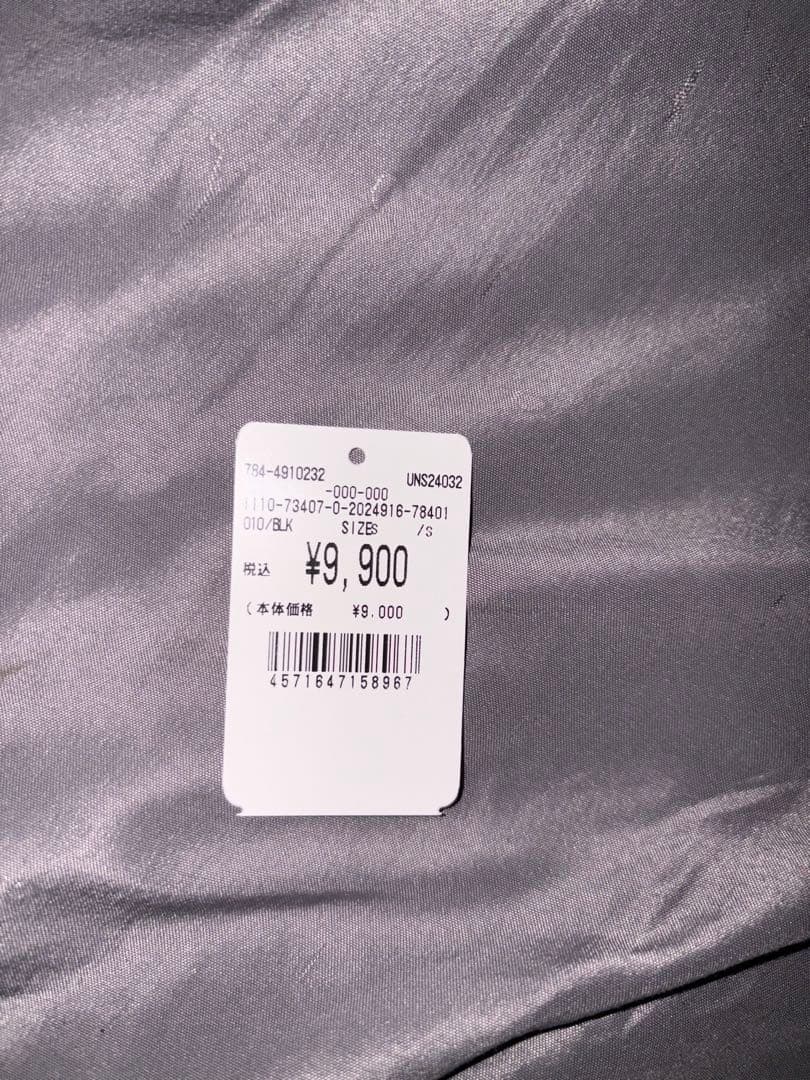 784-4910232 UNS24032
-000-000
1110-73407-0-2024916-78401
010/BLK SIZES /S
税込 ¥9,900
(本体価格 ¥9.000 )
4571647158967